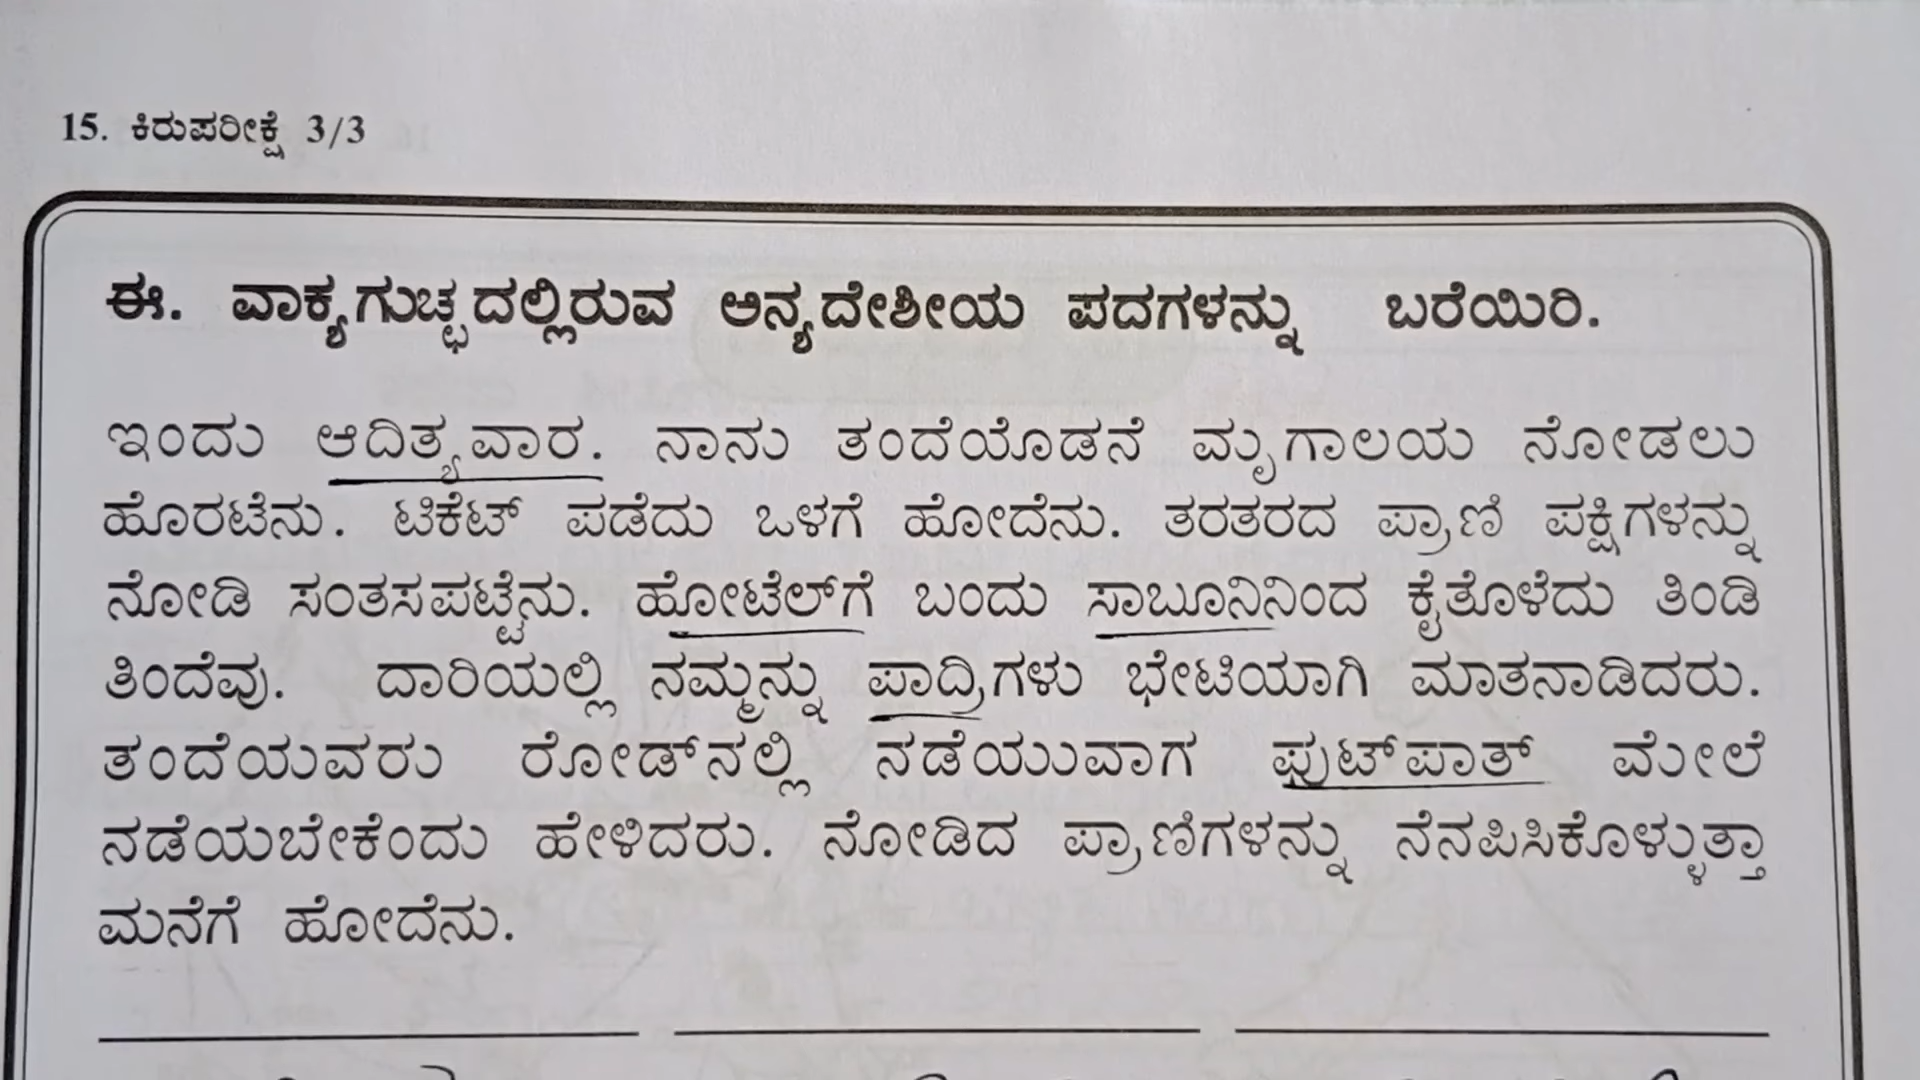 15. ಕಿರುಪರೀಕ್ಷೆ 3/3
ಈ. ವಾಕ್ಯಗುಚ್ಛದಲ್ಲಿರುವ ಅನ್ಯದೇಶೀಯ ಪದಗಳನ್ನು ಬರೆಯಿರಿ.
ಇಂದು ಆದಿತ್ಯವಾರ. ನಾನು ತಂದೆಯೊಡನೆ ಮೃಗಾಲಯ ನೋಡಲು
ಹೊರಟೆನು. ಟಿಕೆಟ್ ಪಡೆದು ಒಳಗೆ ಹೋದೆನು. ತರತರದ ಪ್ರಾಣಿ ಪಕ್ಷಿಗಳನ್ನು
ನೋಡಿ ಸಂತಸಪಟ್ಟೆನು. ಹೋಟೆಲ್‌ಗೆ ಬಂದು ಸಾಬೂನಿನಿಂದ ಕೈತೊಳೆದು ತಿಂಡಿ
ತಿಂದೆವು. ದಾರಿಯಲ್ಲಿ ನಮ್ಮನ್ನು ಪಾದ್ರಿಗಳು ಭೇಟಿಯಾಗಿ ಮಾತನಾಡಿದರು.
ತಂದೆಯವರು ರೋಡ್‌ನಲ್ಲಿ ನಡೆಯುವಾಗ ಫುಟ್‌ಪಾತ್ ಮೇಲೆ
ನಡೆಯಬೇಕೆಂದು ಹೇಳಿದರು. ನೋಡಿದ ಪ್ರಾಣಿಗಳನ್ನು ನೆನಪಿಸಿಕೊಳ್ಳುತ್ತಾ
ಮನೆಗೆ ಹೋದೆನು.